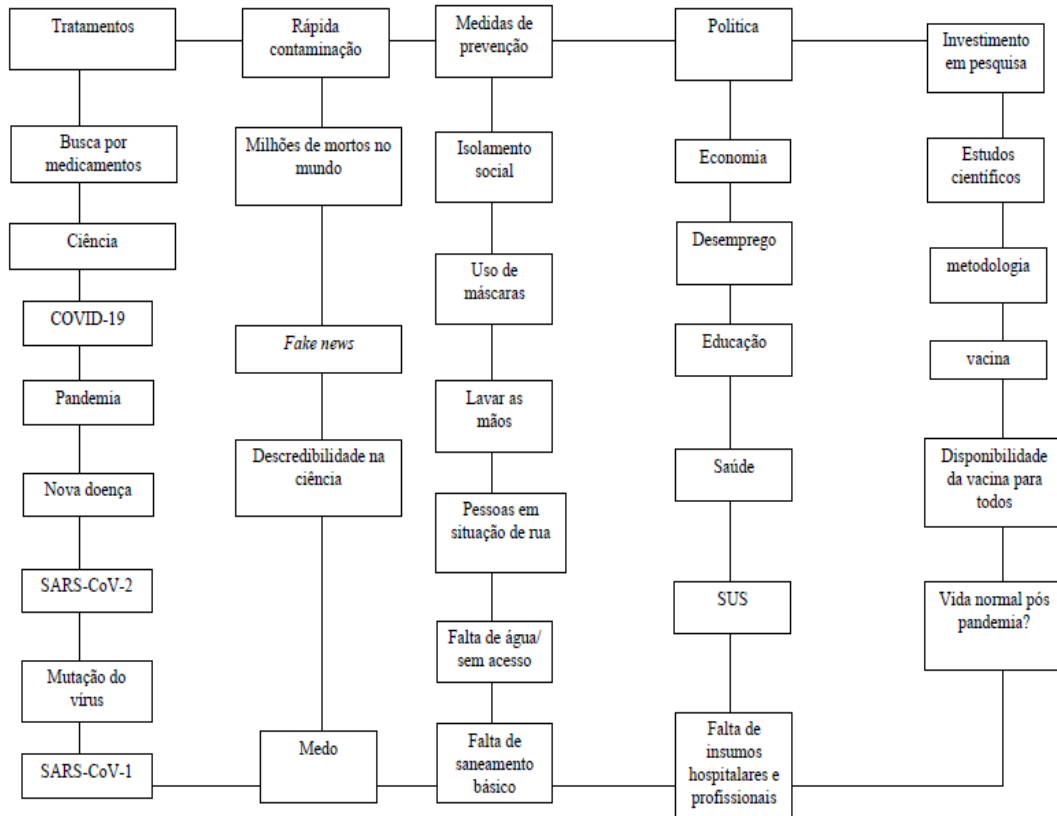 Tratamentos
Busca por
medicamentos
Ciência
COVID-19
Pandemia
Nova doença
SARS-CoV-2
Mutação do
vírus
SARS-CoV-1
Rápida
contaminação
Milhões de mortos no
mundo
Fake news
Descredibilidade na
ciência
Medo
Medidas de
prevenção
Isolamento
social
Uso de
máscaras
Lavar as
mãos
Pessoas em
situação de rua
Falta de água/
sem acesso
Falta de
saneamento
básico
Politica
Economia
Desemprego
Educação
Saúde
SUS
Falta de
insumos
hospitalares e
profissionais
Investimento
em pesquisa
Estudos
científicos
metodologia
vacina
Disponibilidade
da vacina para
todos
Vida normal pós
pandemia?